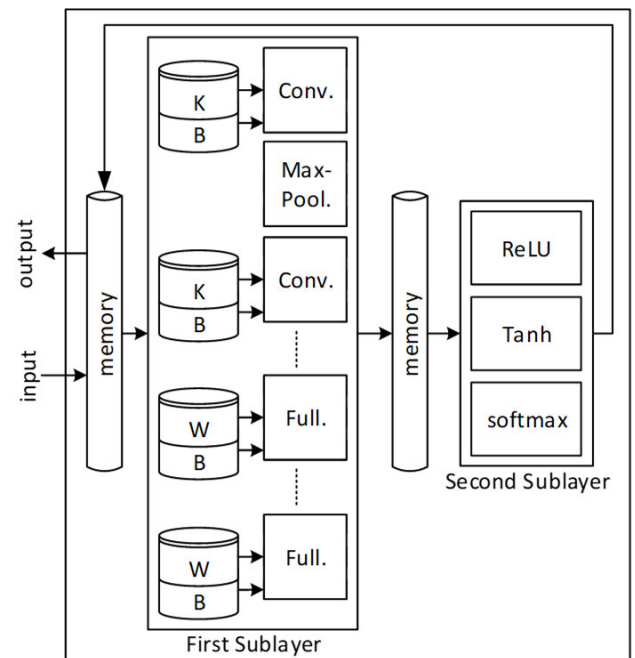 output
input
memory
K
B
Conv.
Max-
Pool.
K
B
Conv.
W
B
Full.
W
B
Full.
First Sublayer
memory
ReLU
Tanh
softmax
Second Sublayer